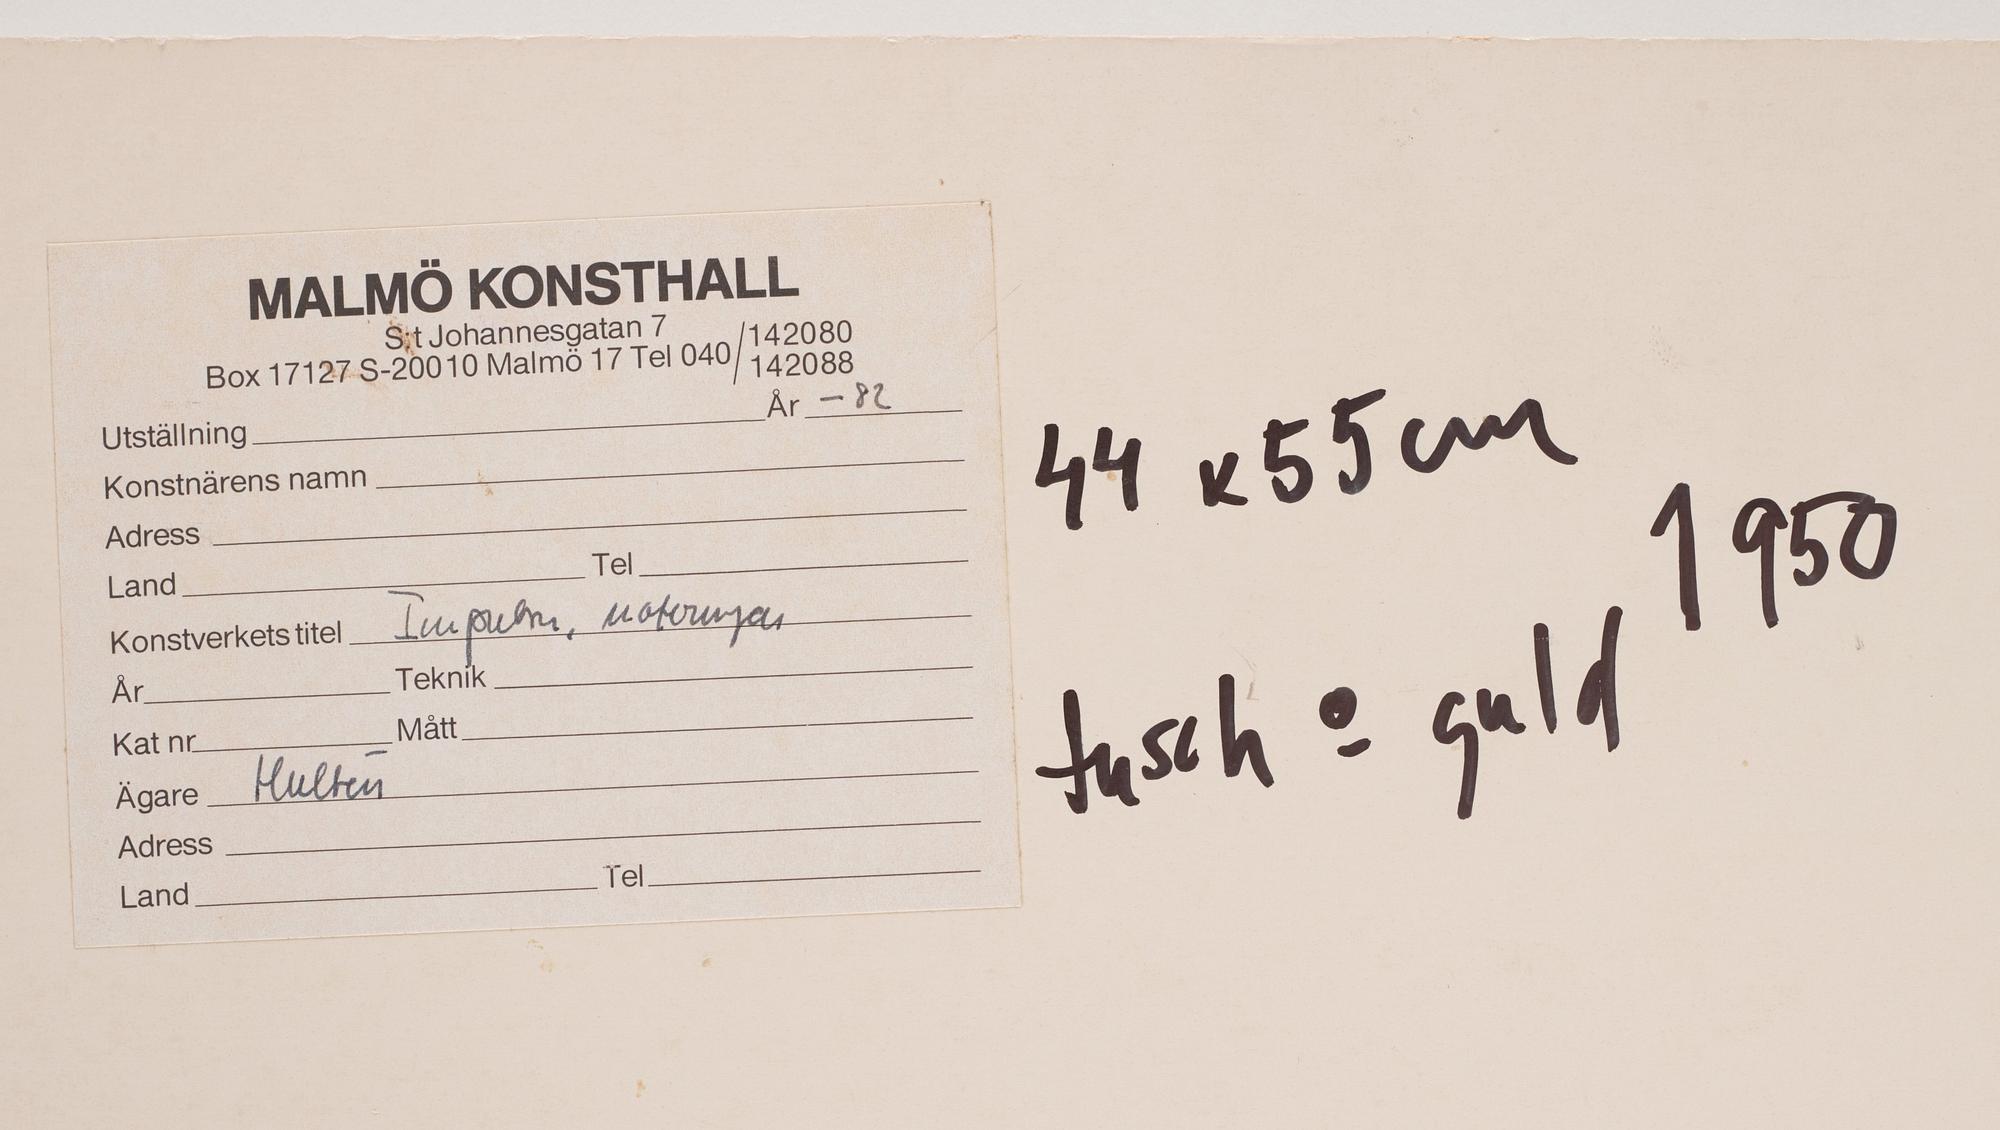 MALMÖ KONSTHALL
S:t Johannesgatan 7
Box 17127 S-20010 Malmö 17 Tel 040/142080
142088
År -82
Utställning
Konstnärens namn
Adress
Land Tel
Konstverkets titel noteringar
År Teknik
Kat nr Mått
Ägare Hultén
Adress
Land Tel
44 x 55 cm
1950
tusch o guld